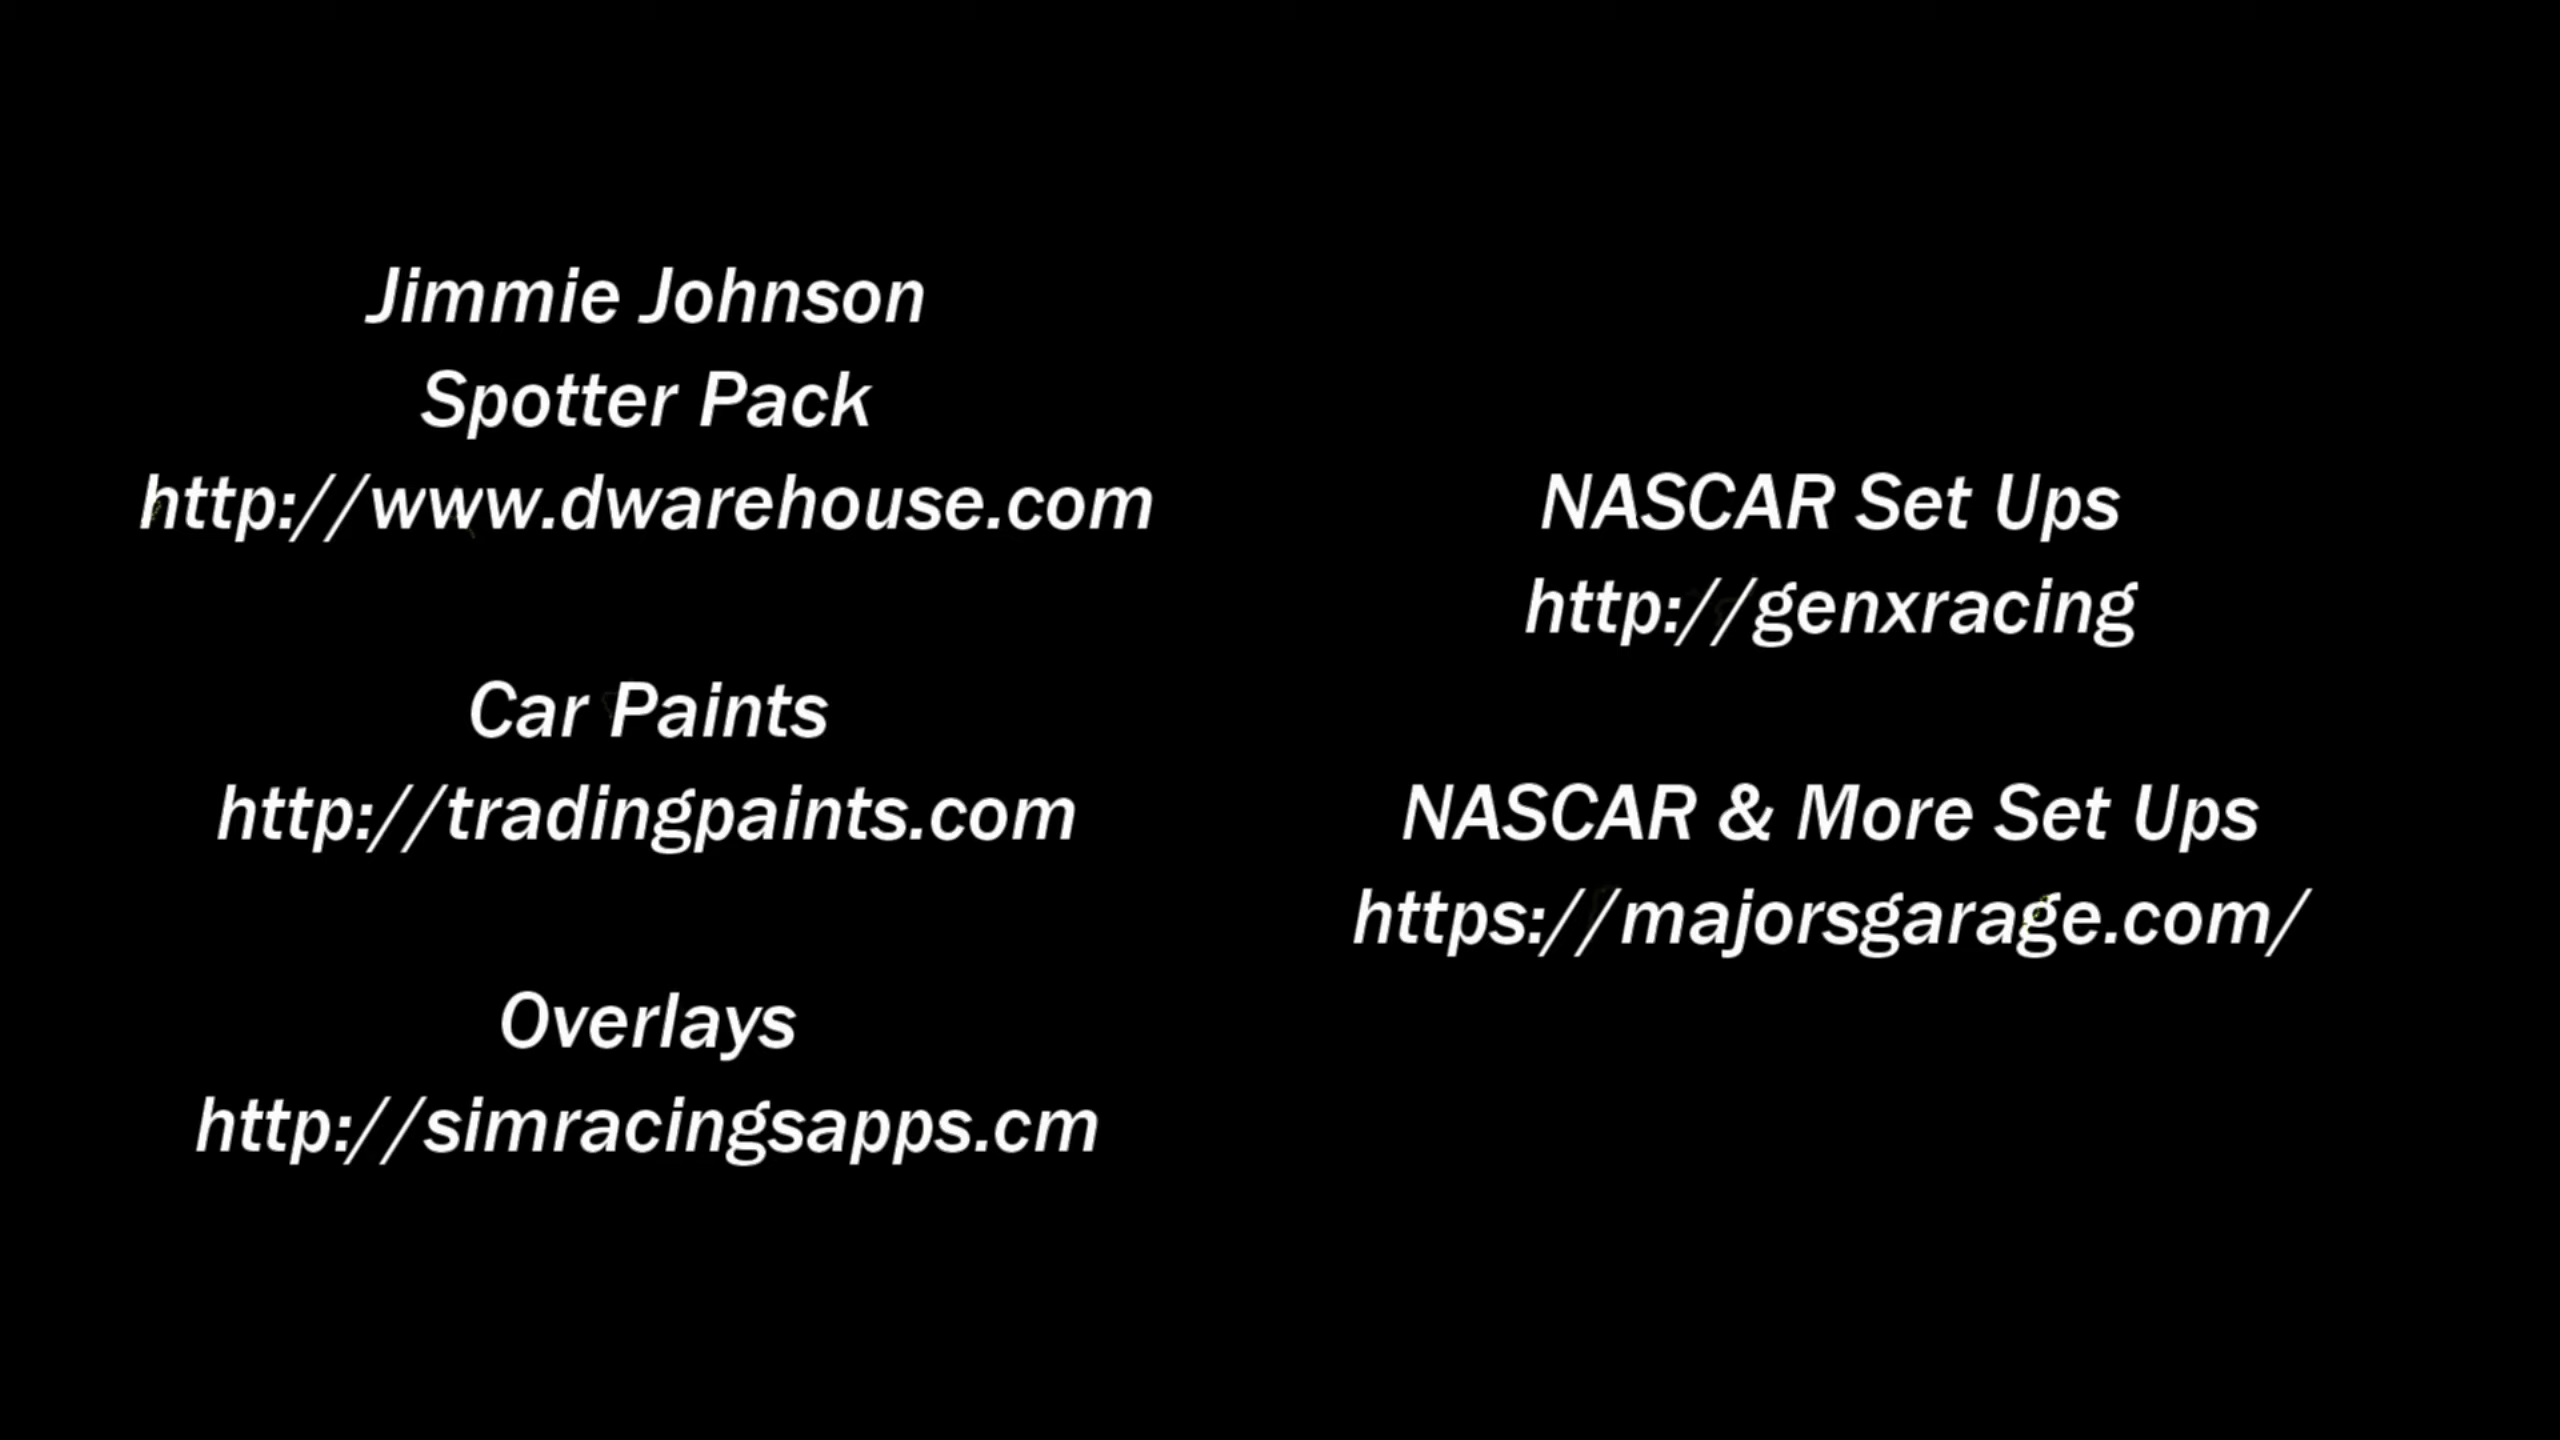 Jimmie Johnson
Spotter Pack
http://www.dwarehouse.com
Car Paints
http://tradingpaints.com
Overlays
http://simracingsapps.cm
NASCAR Set Ups
http://genxracing
NASCAR & More Set Ups
https://majorsgarage.com/